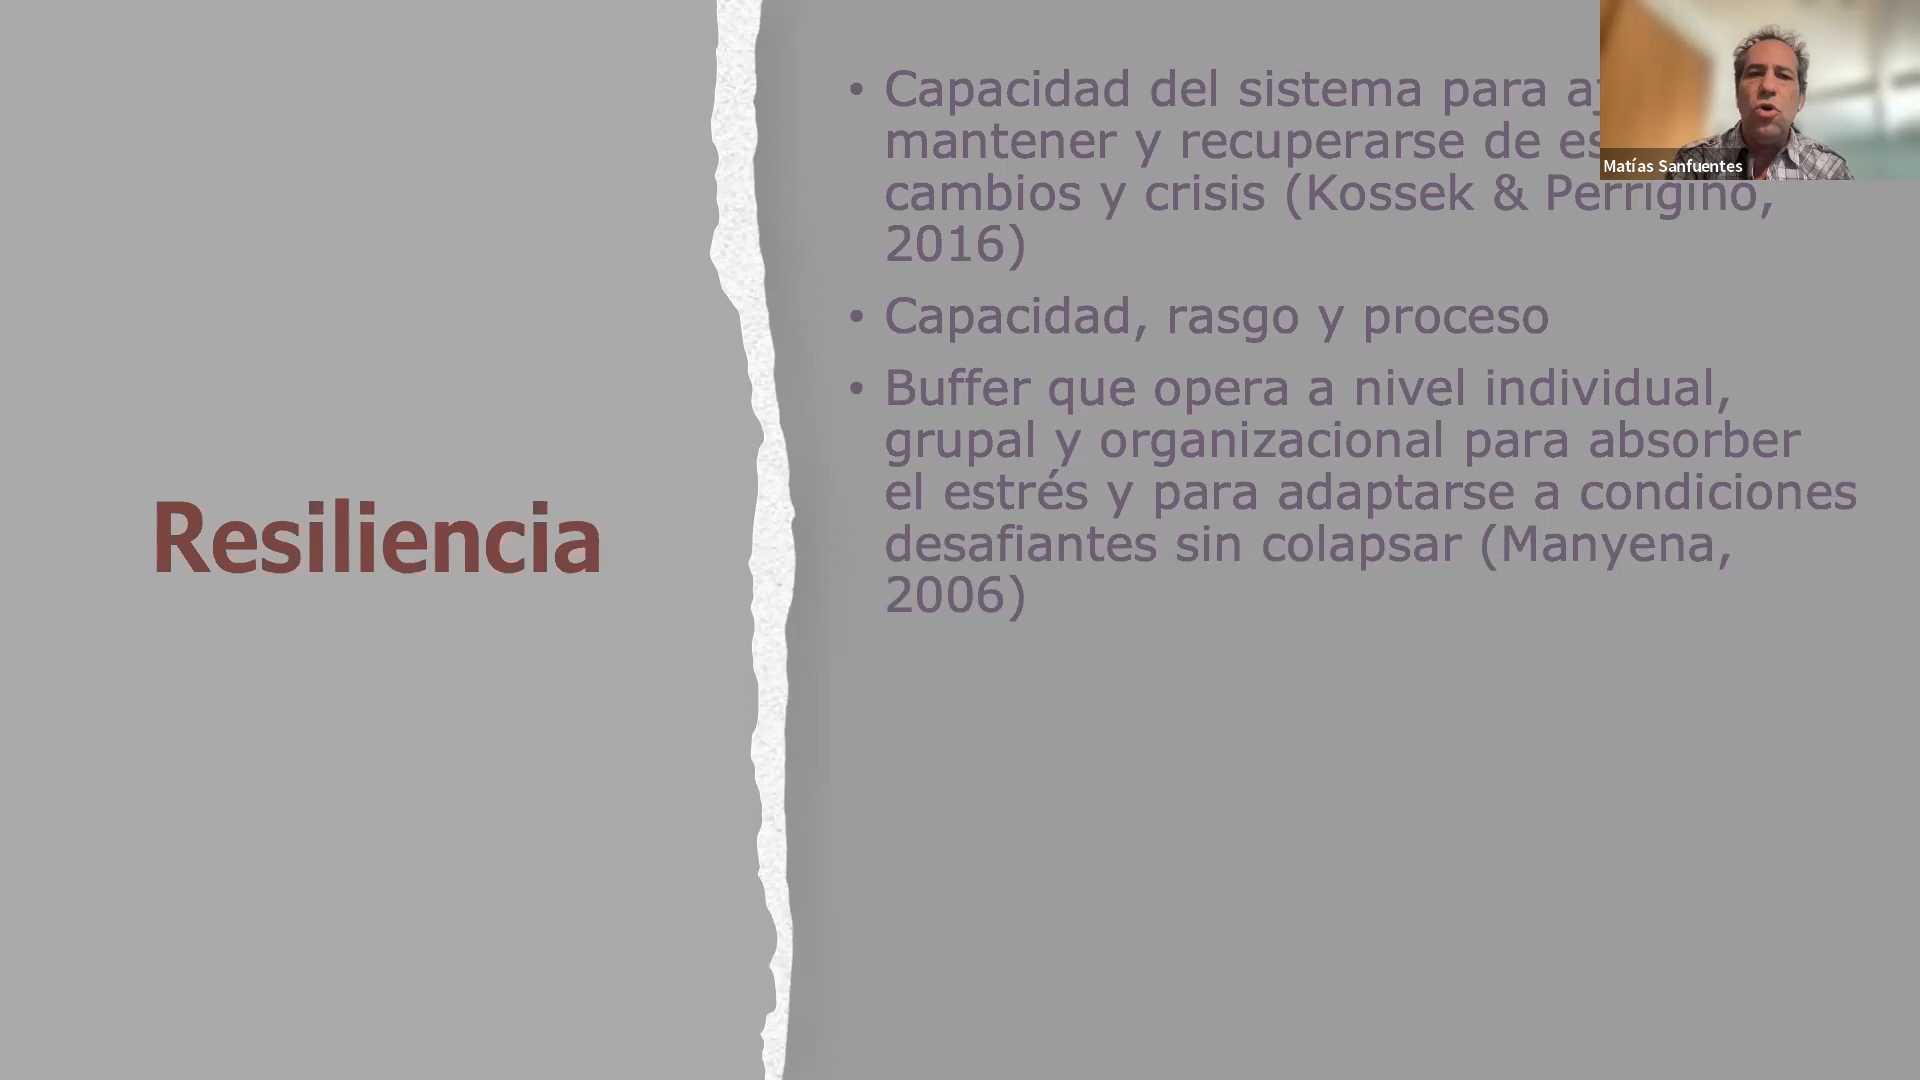 Resiliencia
• Capacidad del sistema para
mantener y recuperarse de
cambios y crisis (Kossek & Perrigino,
2016)
• Capacidad, rasgo y proceso
• Buffer que opera a nivel individual,
grupal y organizacional para absorber
el estrés y para adaptarse a condiciones
desafiantes sin colapsar (Manyena,
2006)
Matías Sanfuentes